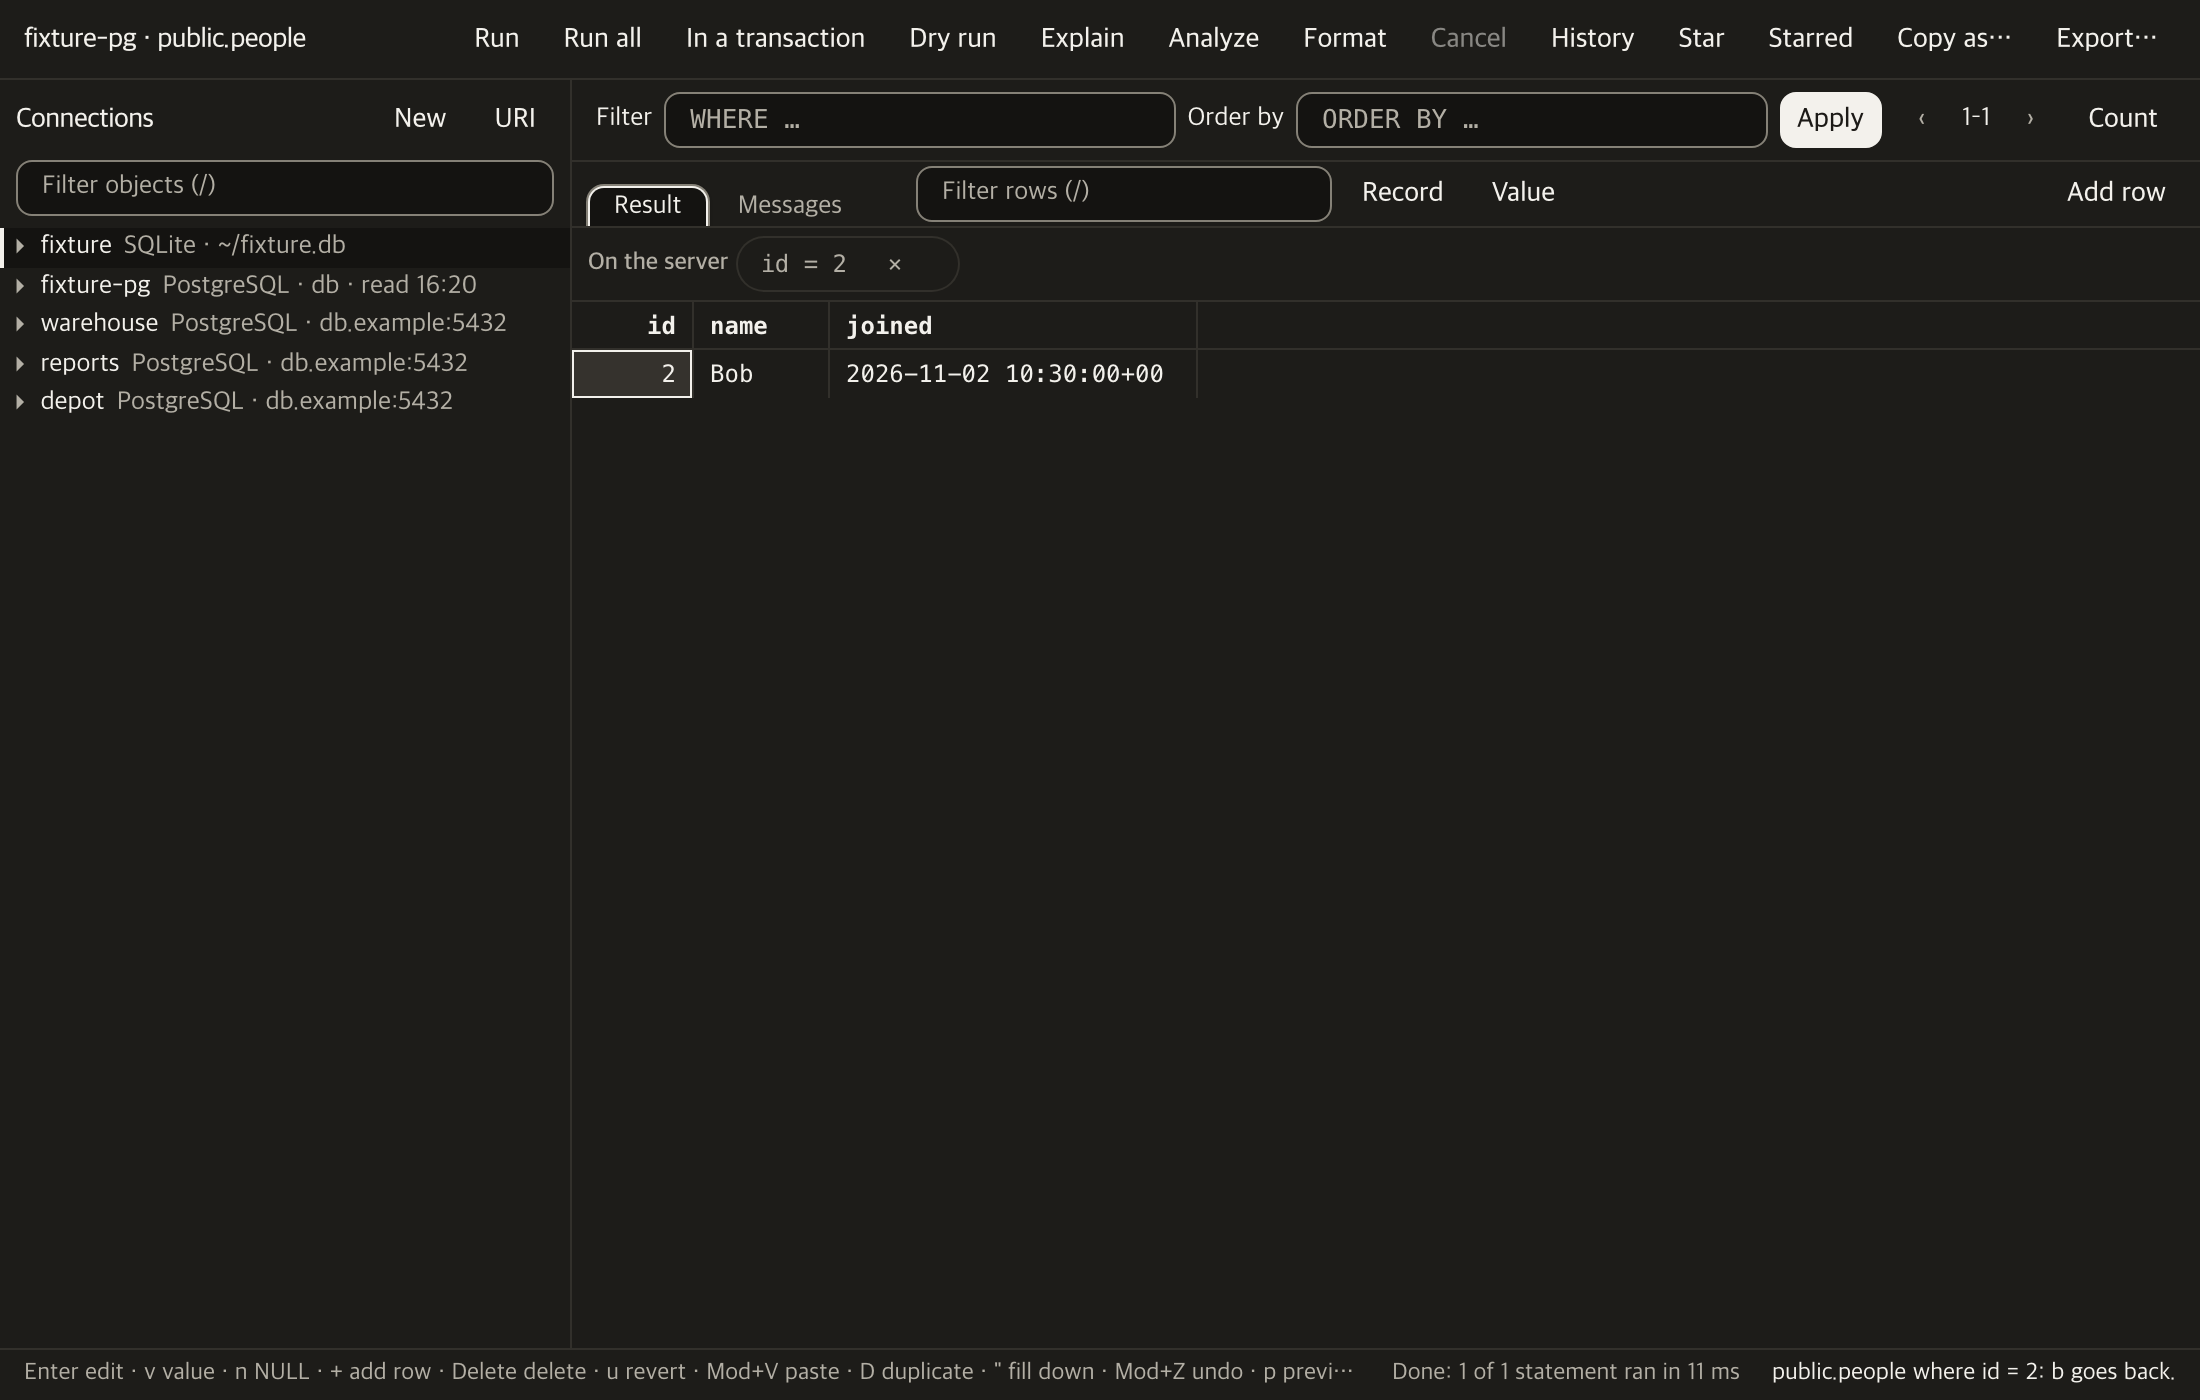 fixture-pg · public.people Run Run all In a transaction Dry run Explain Analyze Format Cancel History Star Starred Copy as··· Export···
Connections New URI
Filter WHERE … Order by ORDER BY … Apply ‹ 1-1 › Count
Filter objects (/)
Result Messages Filter rows (/) Record Value Add row
fixture SQLite · ~/fixture.db
fixture-pg PostgreSQL · db · read 16:20
warehouse PostgreSQL · db.example:5432
reports PostgreSQL · db.example:5432
depot PostgreSQL · db.example:5432
On the server id = 2 ×
id name joined
2 Bob 2026-11-02 10:30:00+00
Enter edit · v value · n NULL · + add row · Delete delete · u revert · Mod+V paste · D duplicate · " fill down · Mod+Z undo · p previ··· Done: 1 of 1 statement ran in 11 ms public.people where id = 2: b goes back.